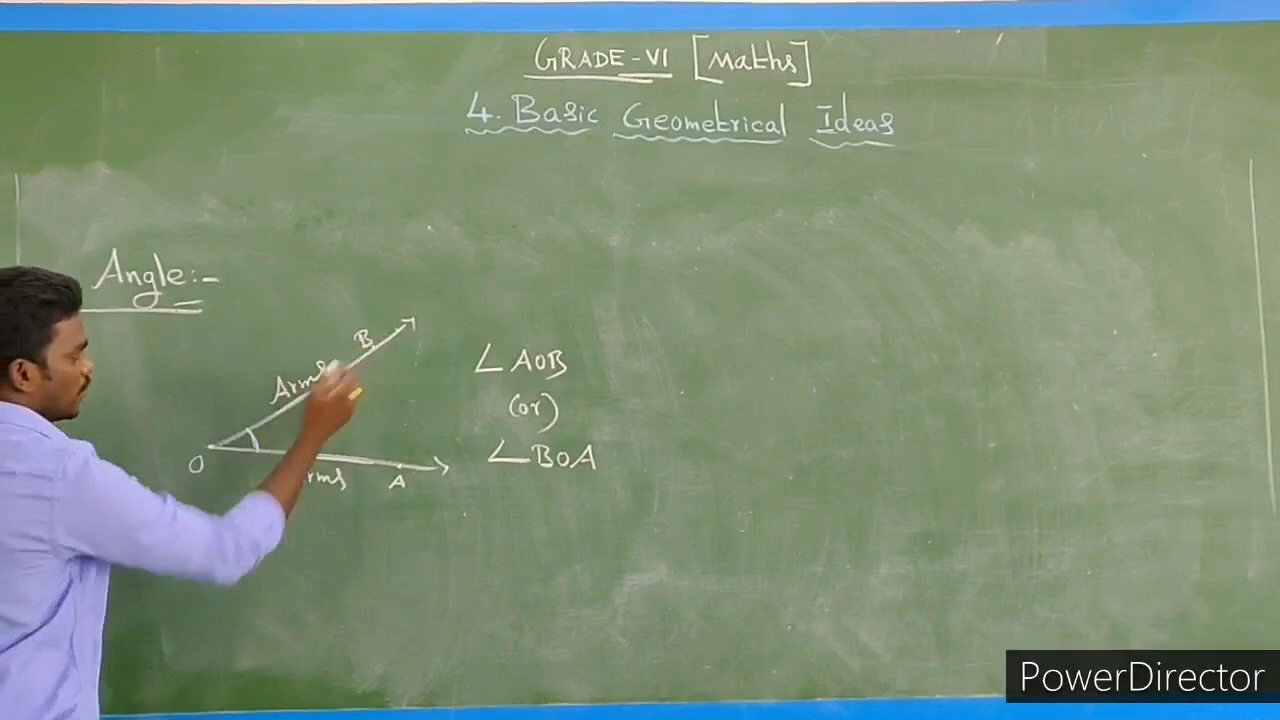 GRADE-VI [Maths]
4. Basic Geometrical Ideas
Angle:-
B
Arms
∠AOB
(or)
∠BOA
O
A
PowerDirector